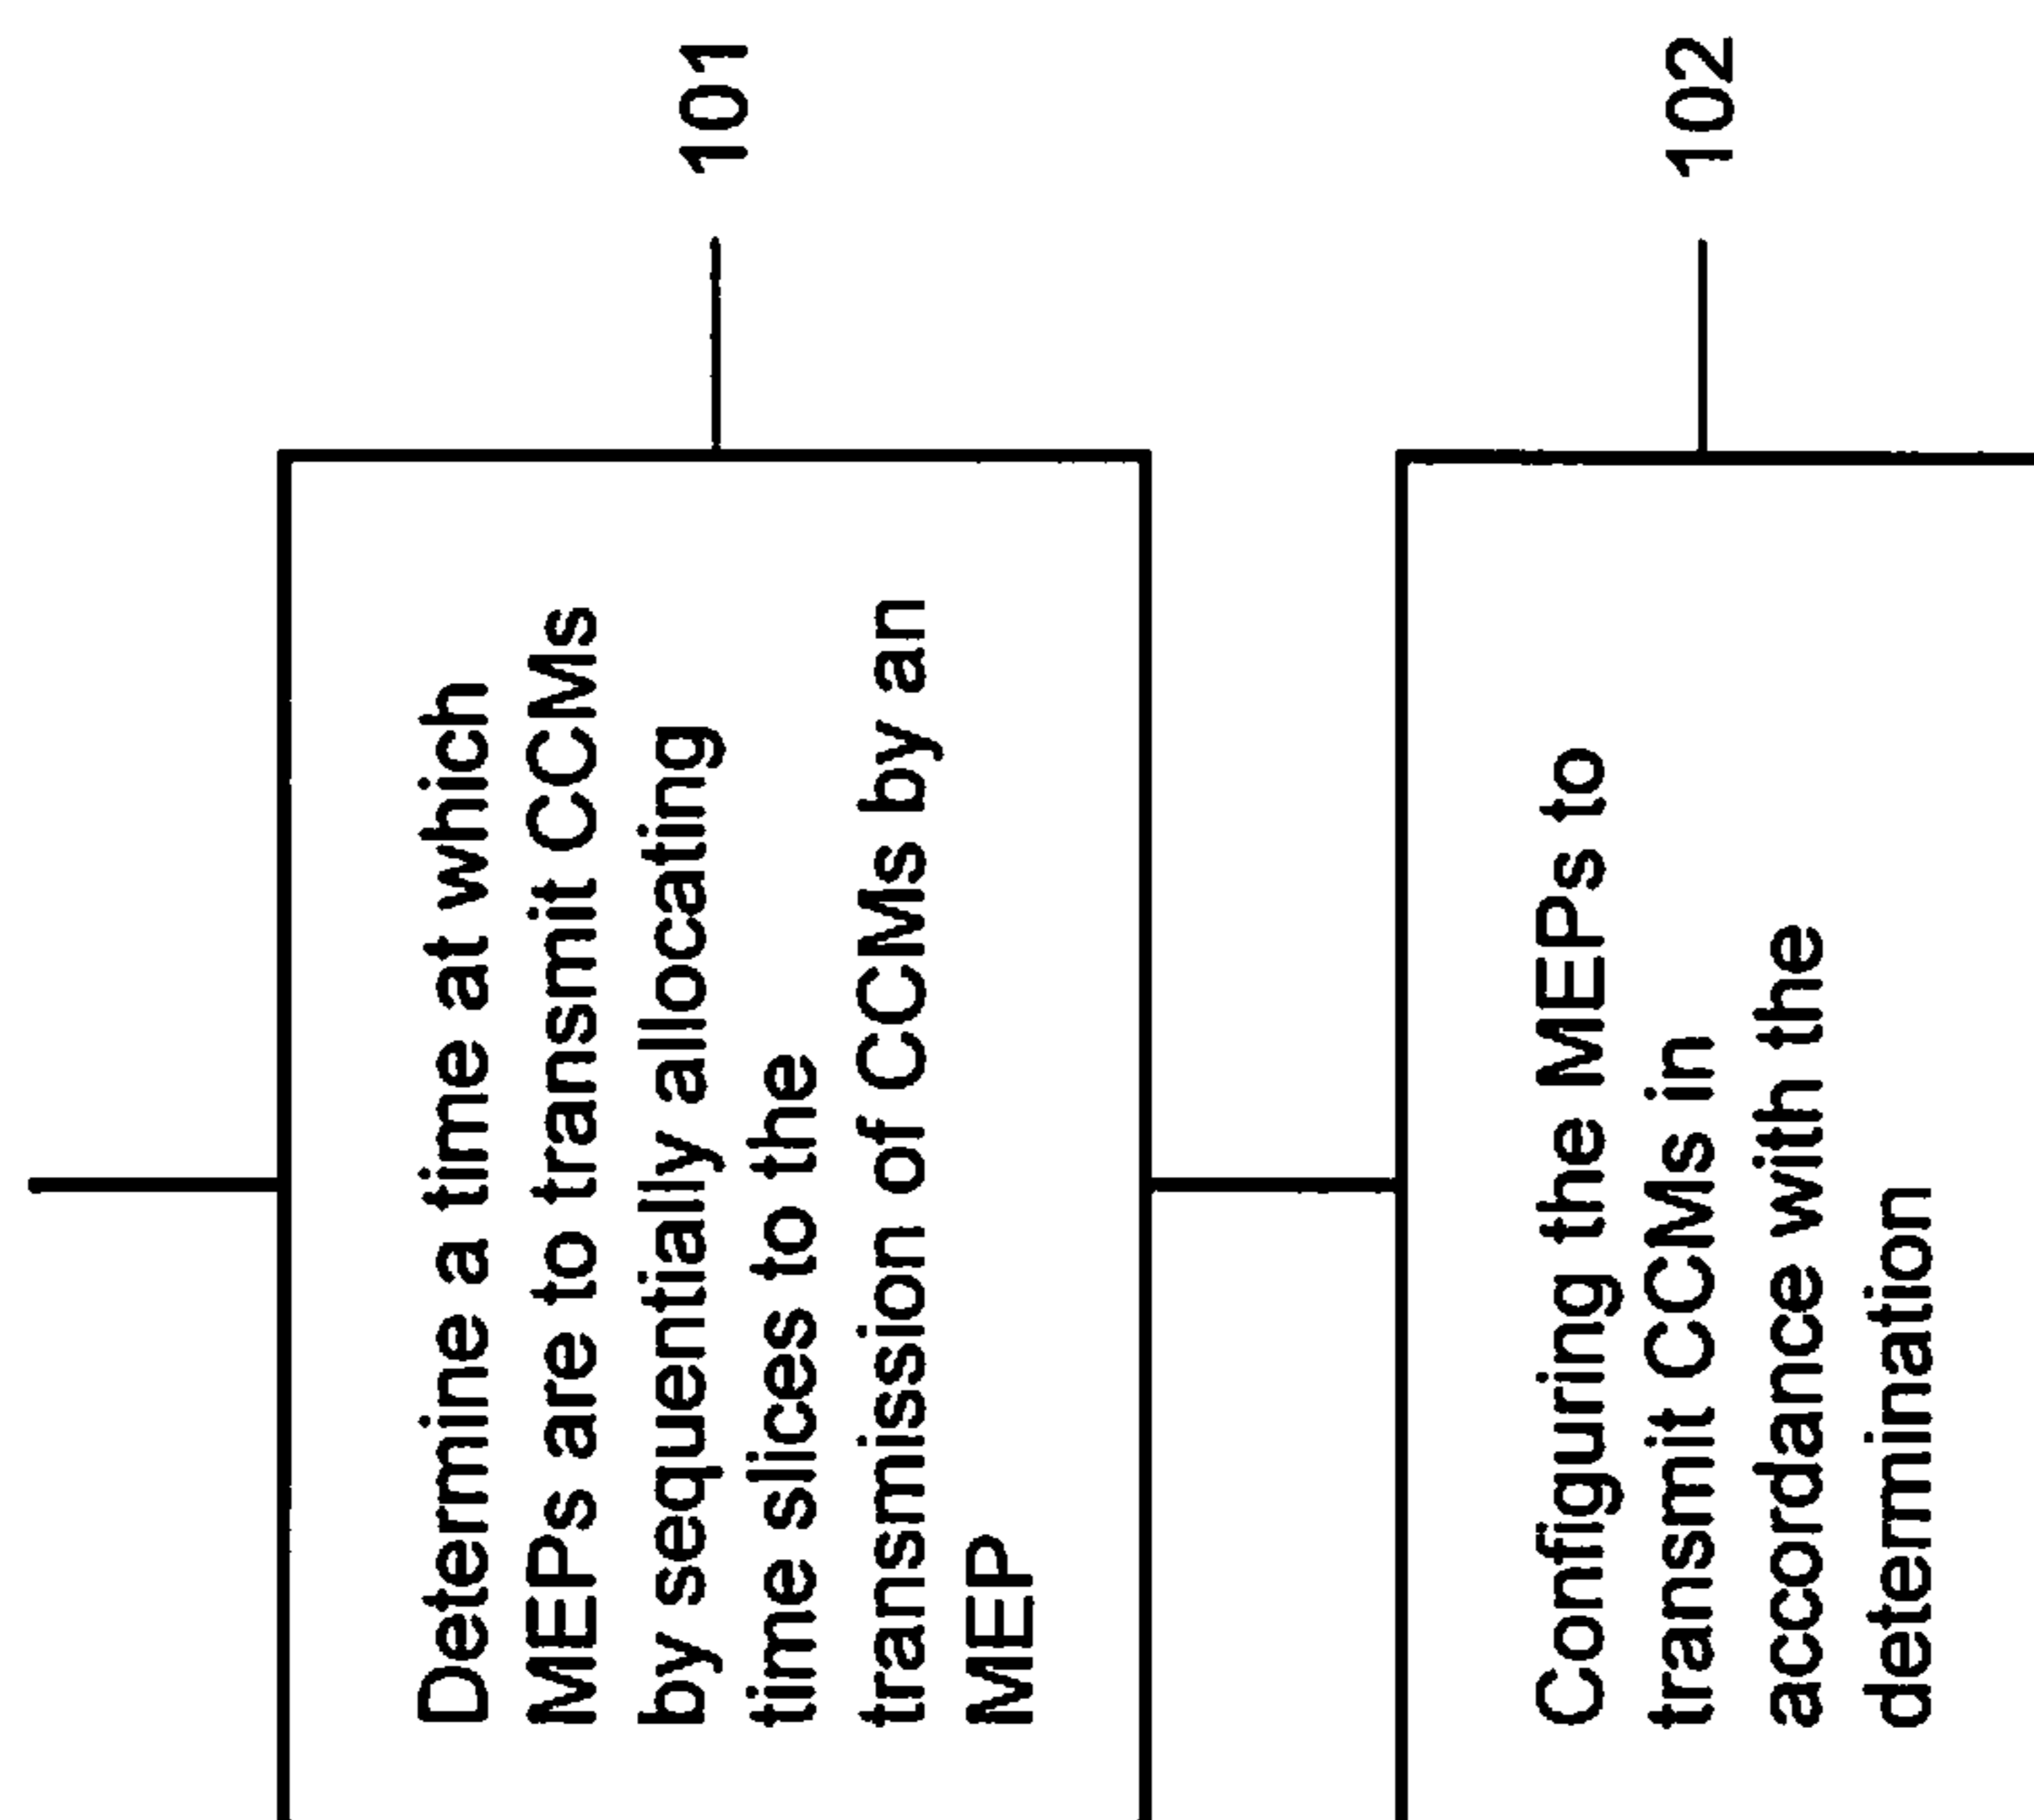 Determine a time at which
MEPs are to transmit CCMs
by sequentially allocating
time slices to the
transmission of CCMs by an
MEP
101
Configuring the MEPs to
transmit CCMs in
accordance with the
determination
102